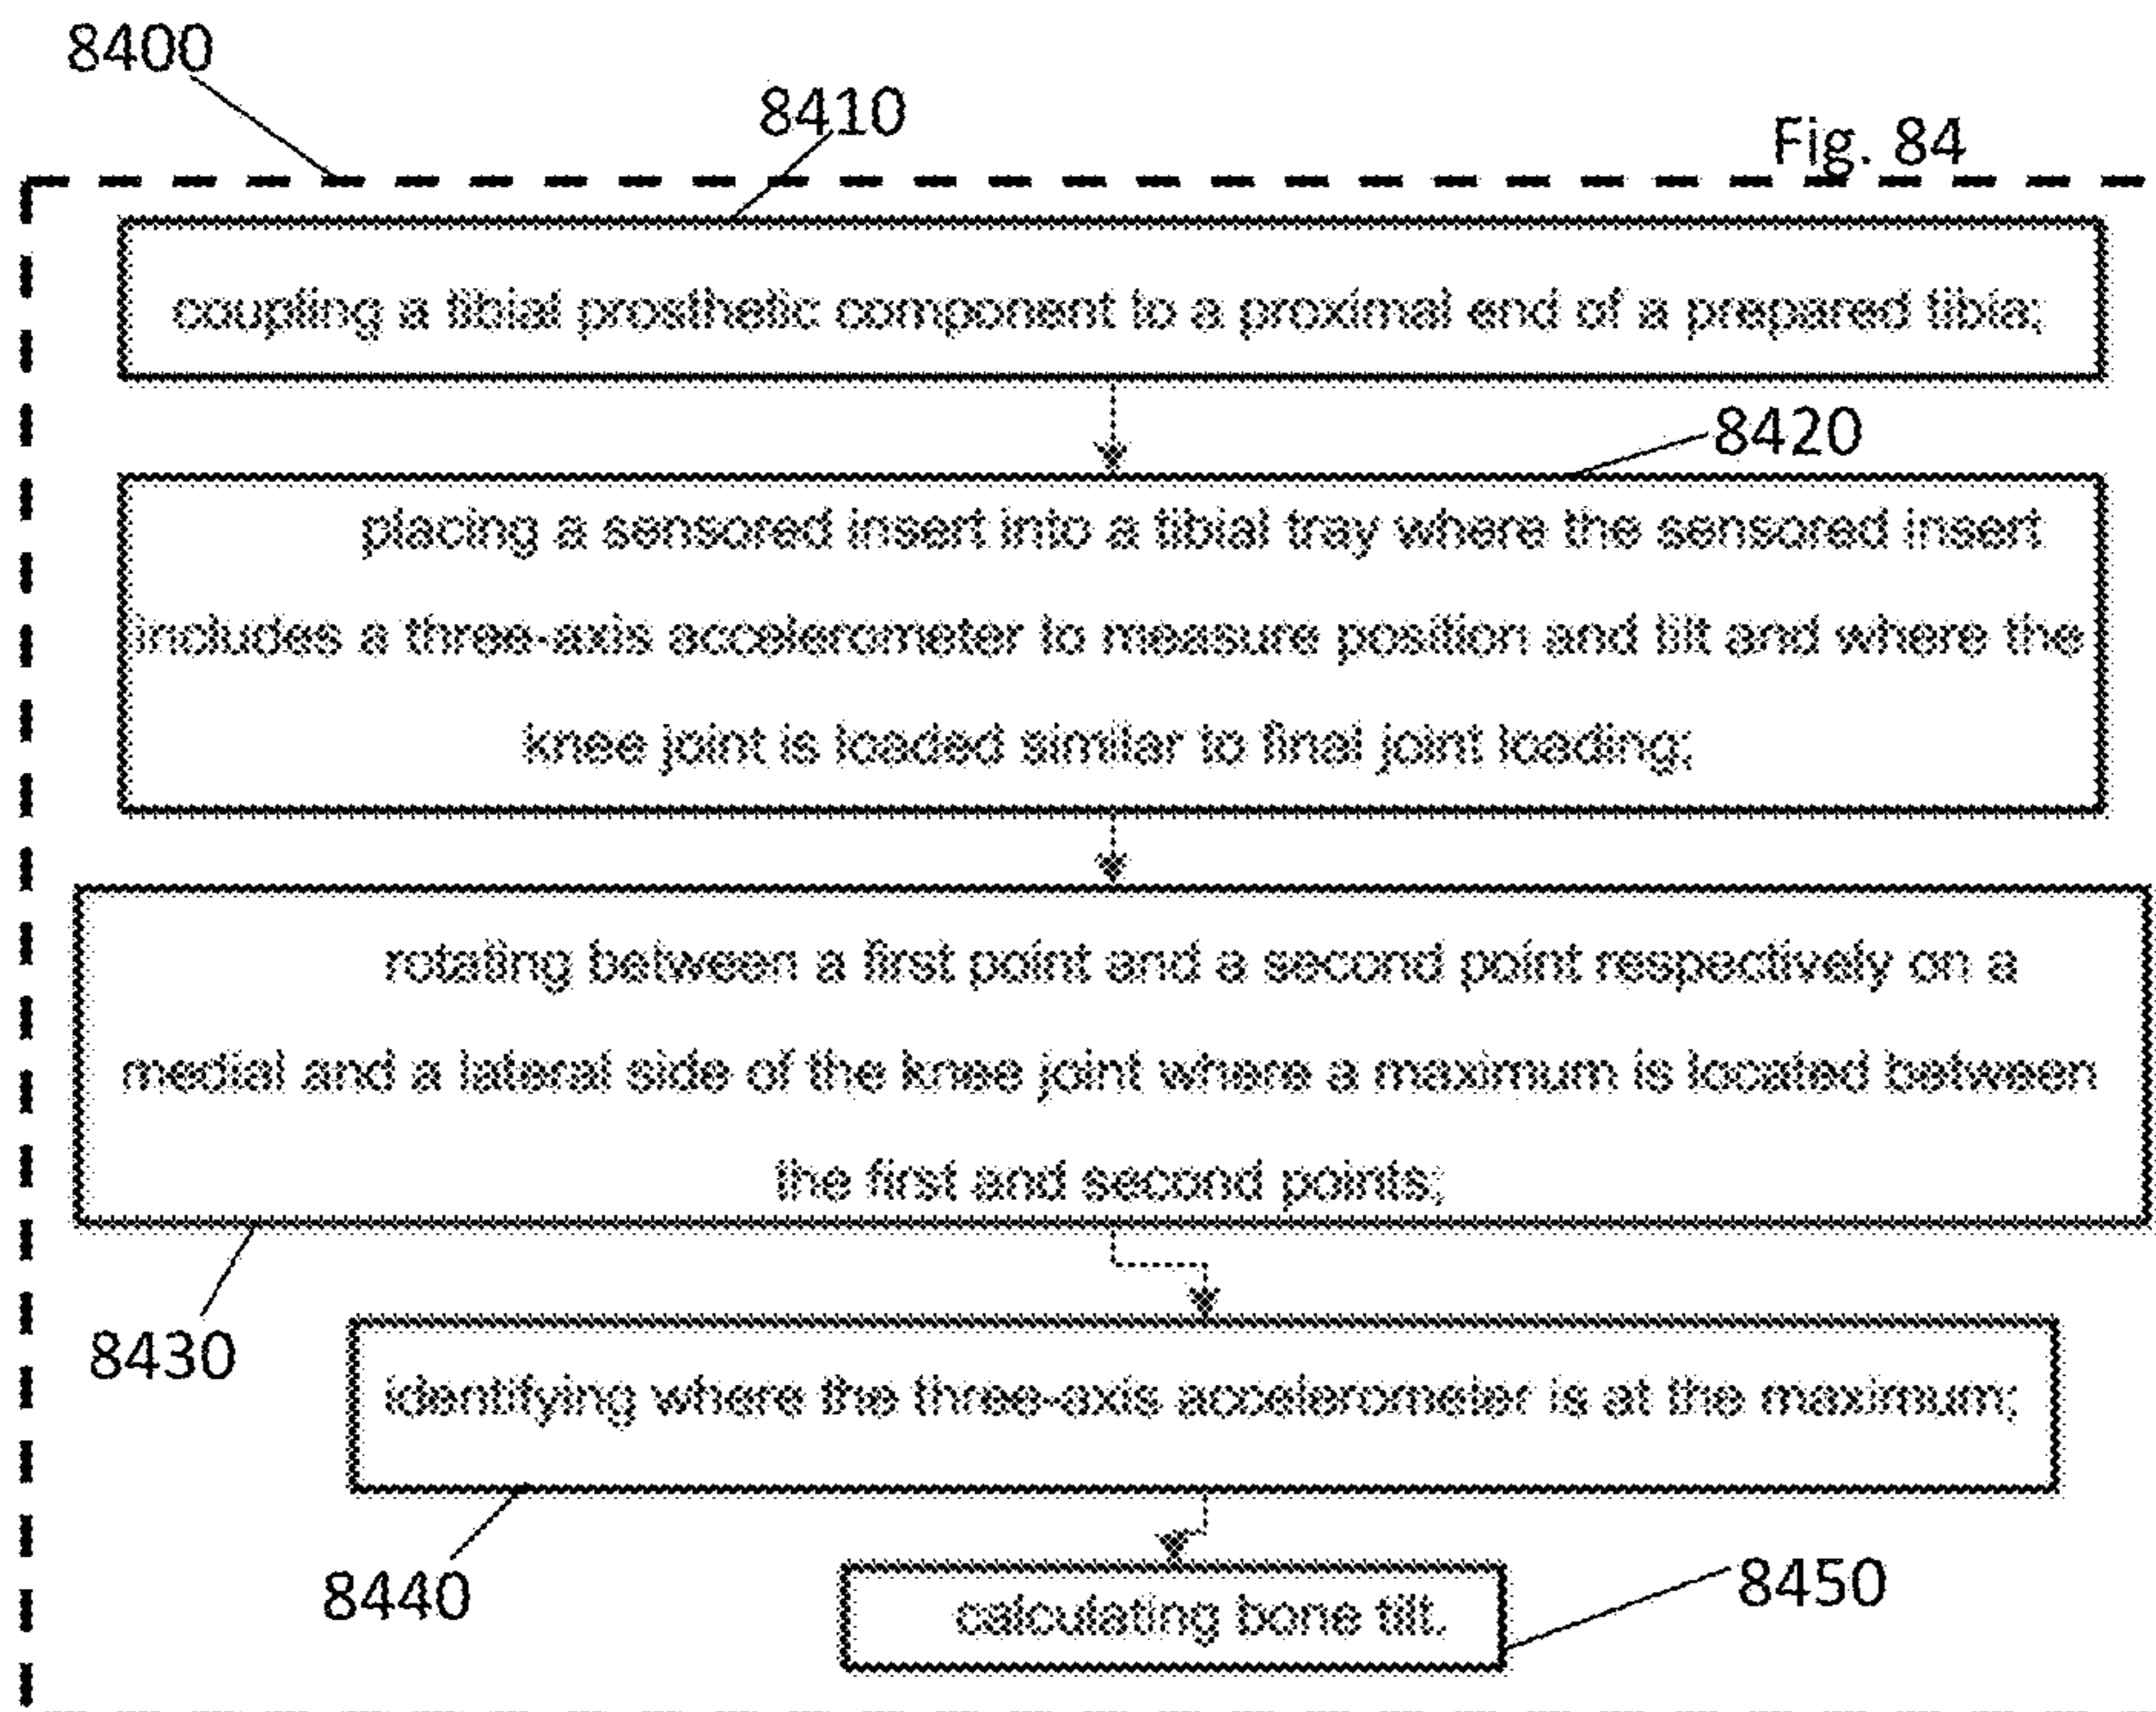 8400
8410
Fig. 84
coupling a tibial prosthetic component to a proximal end of a prepared tibia;
8420
placing a sensored insert into a tibial tray where the sensored insert
includes a three-axis accelerometer to measure position and tilt and where the
knee joint is loaded similar to final joint loading;
rotating between a first point and a second point respectively on a
medial and a lateral side of the knee joint where a maximum is located between
the first and second points;
8430
identifying where the three-axis accelerometer is at the maximum;
8440
calculating bone tilt.
8450